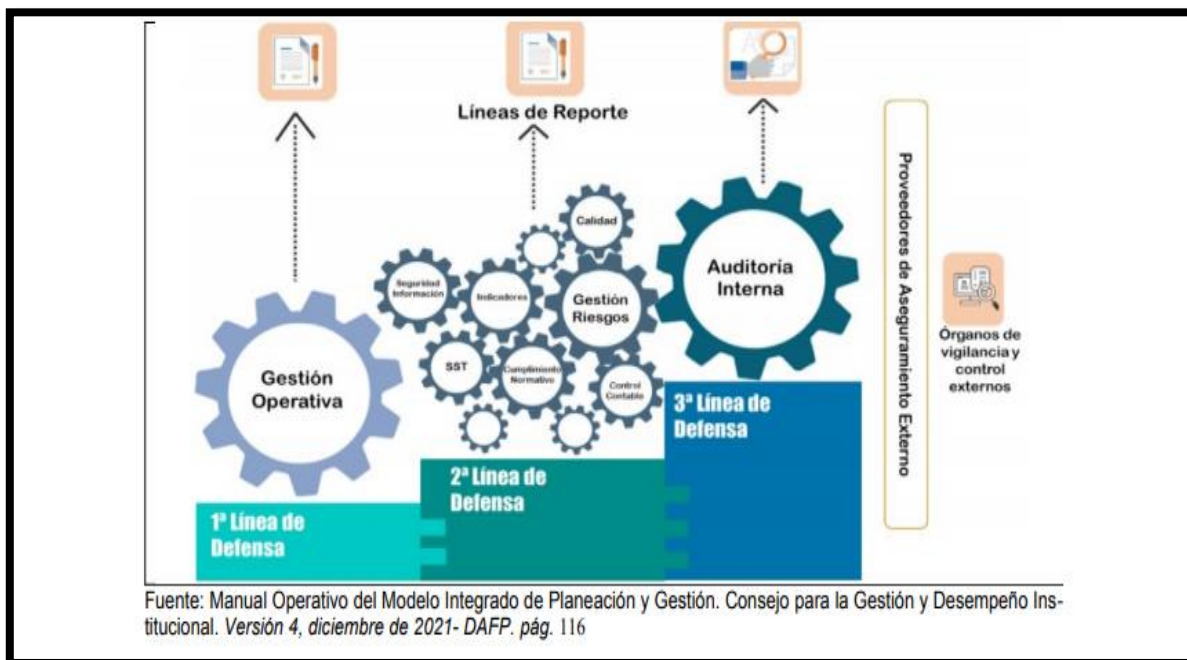 Líneas de Reporte
Gestión
Operativa
1ª Línea de
Defensa
Seguridad
Información
Indicadores
Calidad
Gestión
Riesgos
SST
Cumplimiento
Normativo
Control
Contable
2ª Línea de
Defensa
Auditoría
Interna
3ª Línea de
Defensa
Proveedores de Aseguramiento Externo
Órganos de
vigilancia y
control
externos
Fuente: Manual Operativo del Modelo Integrado de Planeación y Gestión. Consejo para la Gestión y Desempeño Ins-
titucional. Versión 4, diciembre de 2021- DAFP. pág. 116